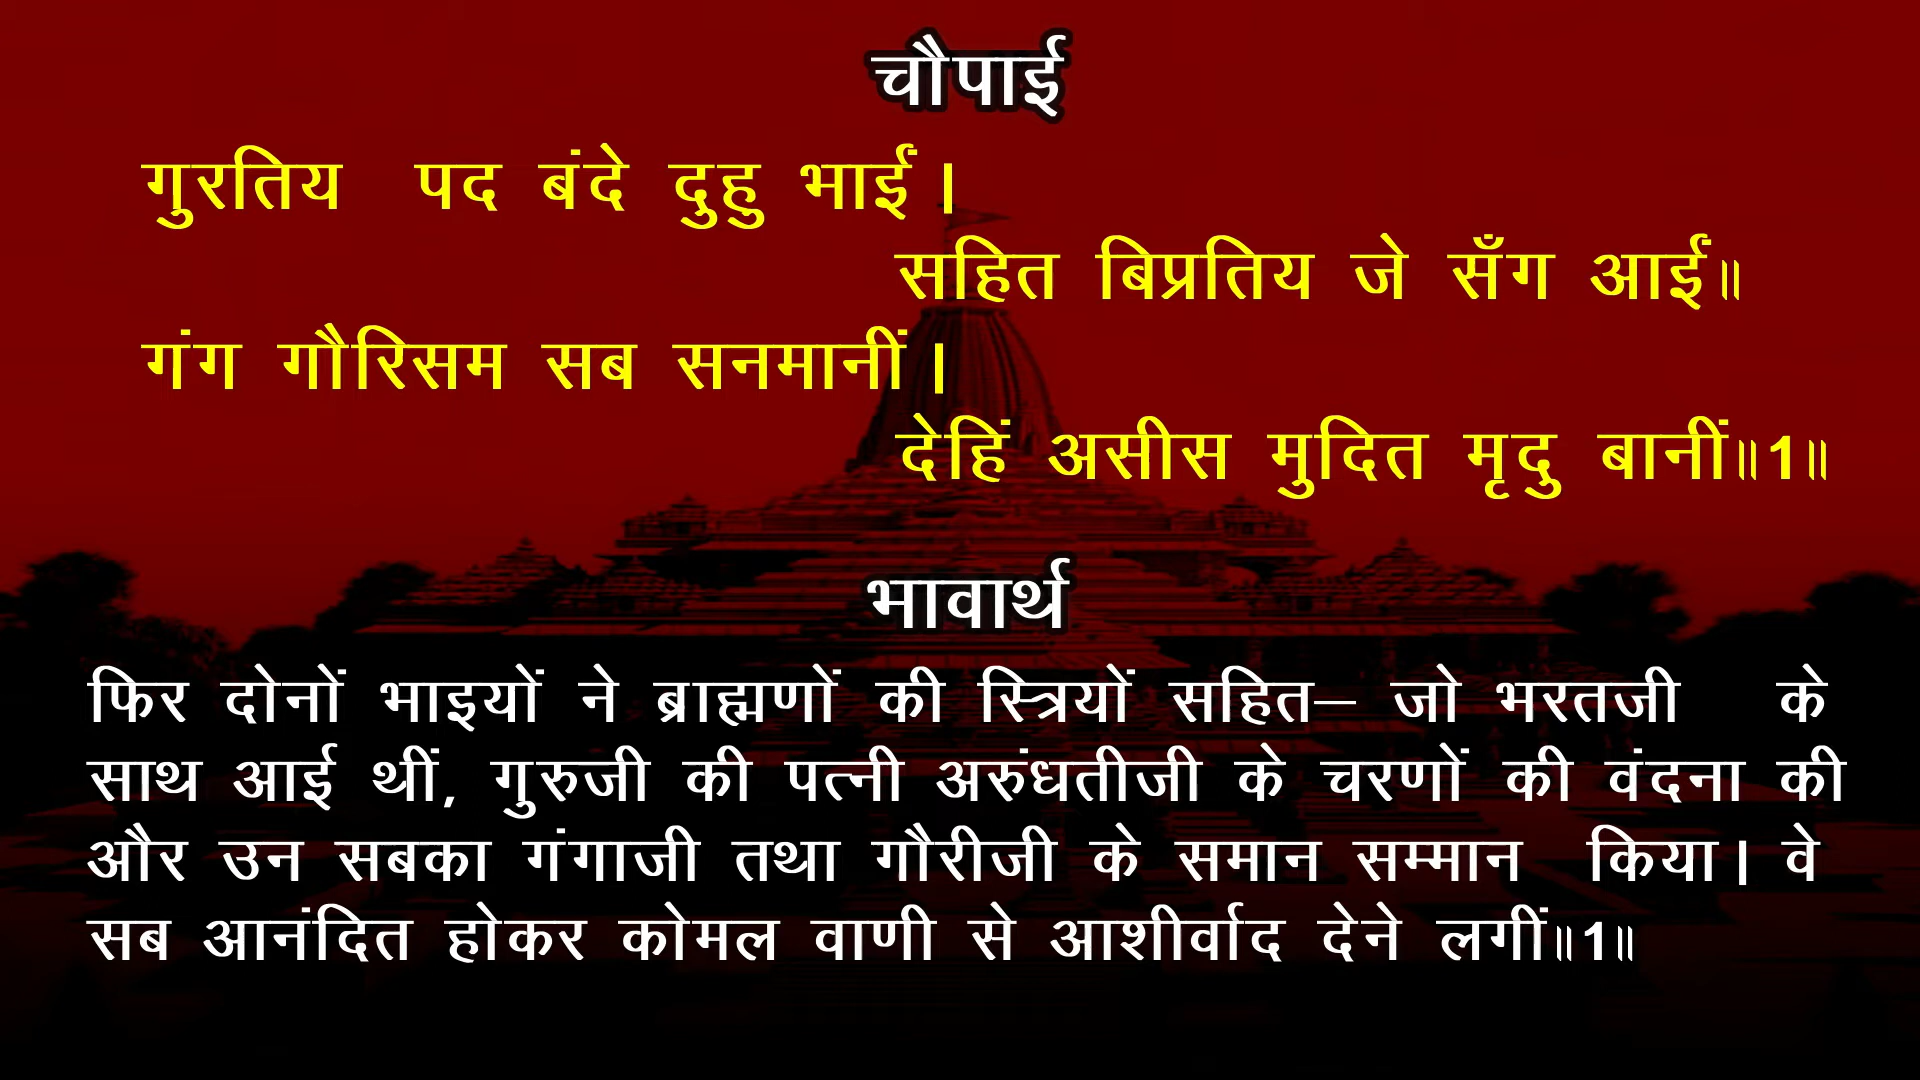 चौपाई
गुरतिय पद बंदे दुहु भाईं।
सहित बिप्रतिय जे सँग आईं॥
गंग गौरिसम सब सनमानीं।
देहिं असीस मुदित मृदु बानीं॥1॥
भावार्थ
फिर दोनों भाइयों ने ब्राह्मणों की स्त्रियों सहित– जो भरतजी के
साथ आई थीं, गुरुजी की पत्नी अरुंधतीजी के चरणों की वंदना की
और उन सबका गंगाजी तथा गौरीजी के समान सम्मान किया। वे
सब आनंदित होकर कोमल वाणी से आशीर्वाद देने लगीं॥1॥